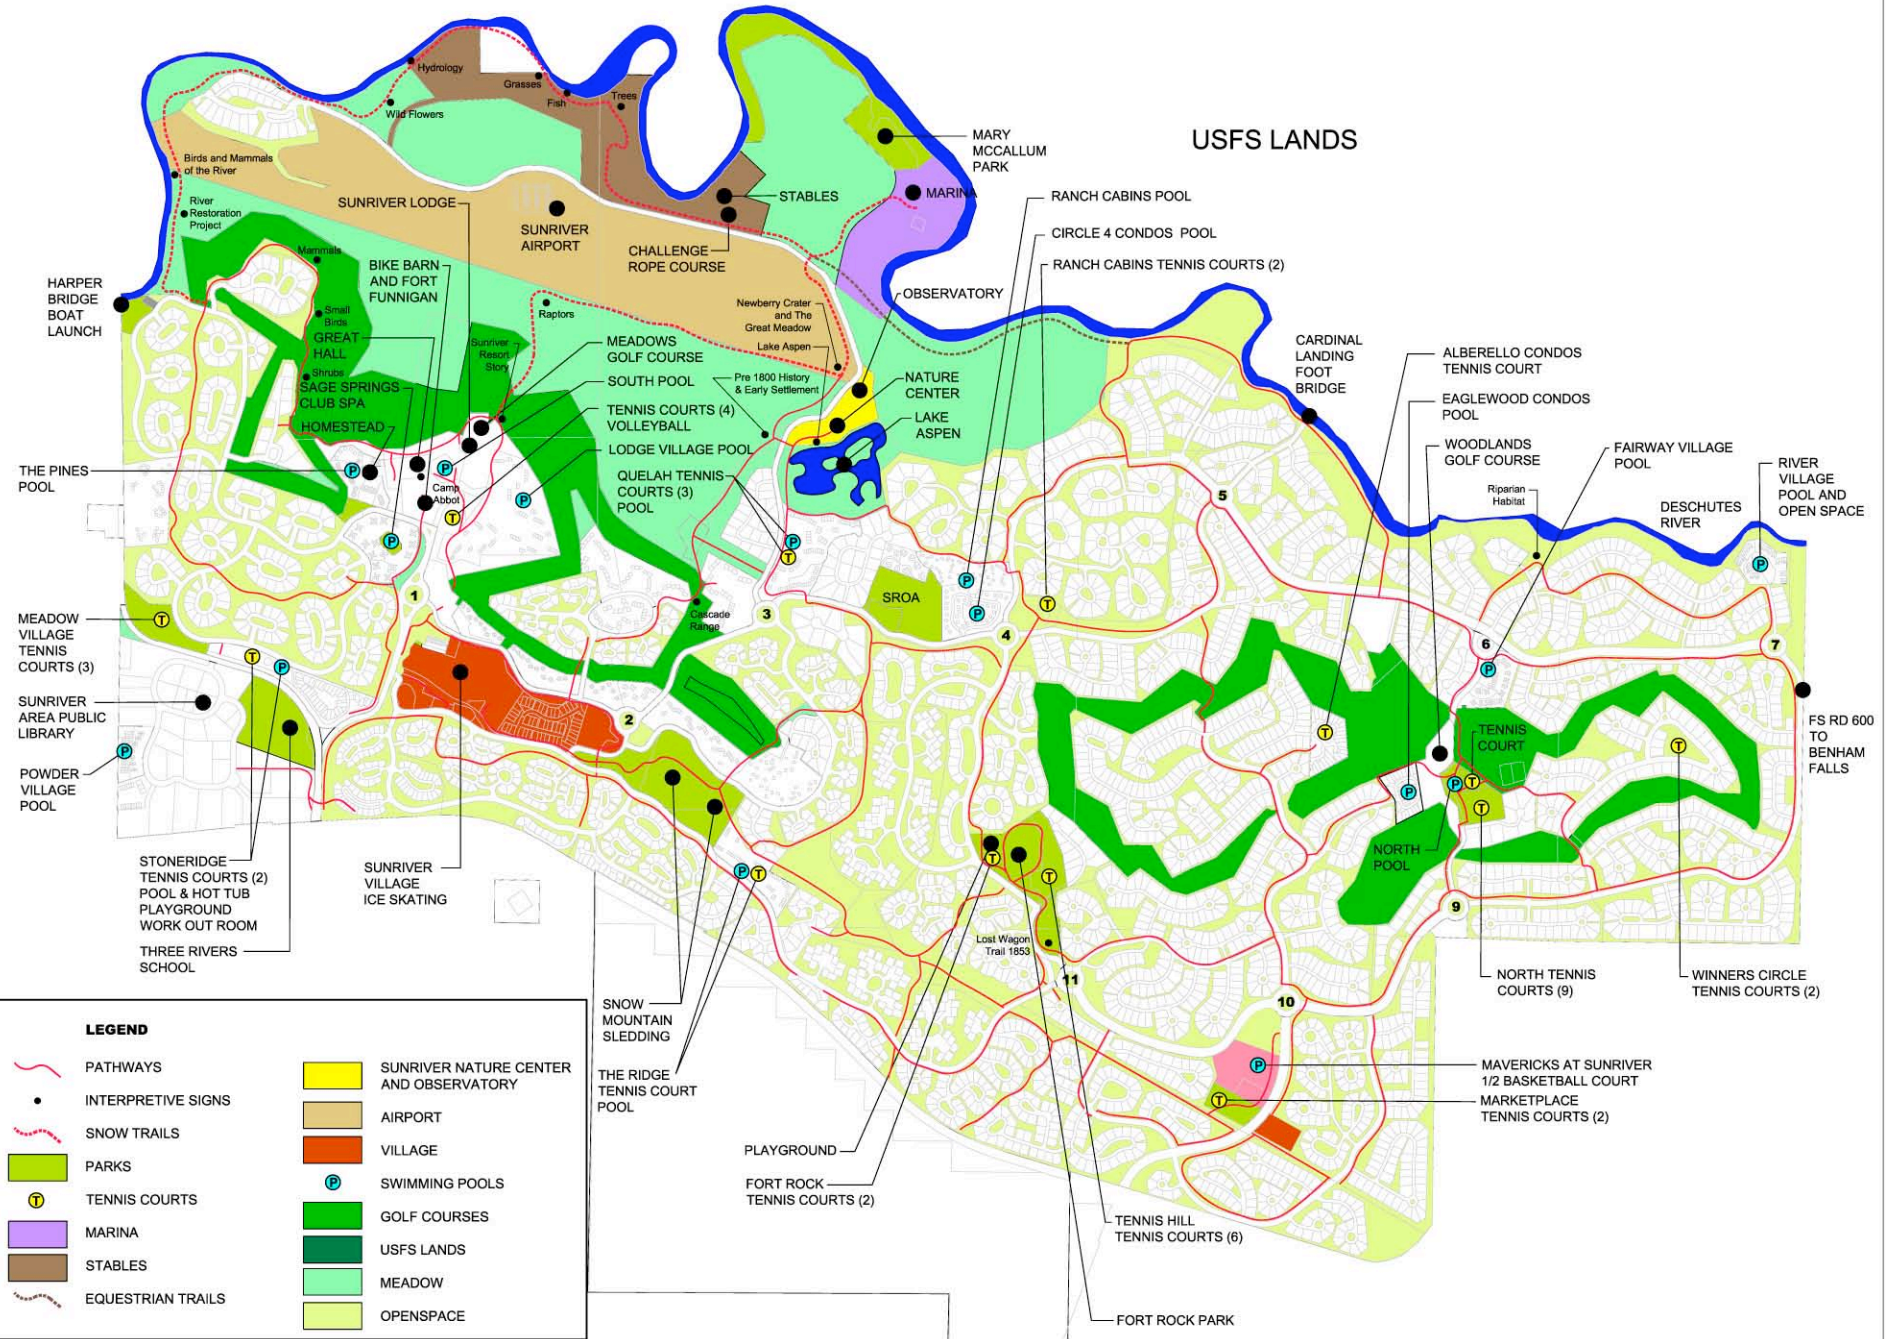 USFS LANDS
Hydrology
Grasses
Fish
Trees
Wild Flowers
Birds and Mammals
of the River
River
Restoration
Project
SUNRIVER LODGE
SUNRIVER
AIRPORT
STABLES
CHALLENGE
ROPE COURSE
MARY
MCCALLUM
PARK
MARINA
RANCH CABINS POOL
CIRCLE 4 CONDOS POOL
RANCH CABINS TENNIS COURTS (2)
OBSERVATORY
HARPER
BRIDGE
BOAT
LAUNCH
Mammals
BIKE BARN
AND FORT
FUNNIGAN
Small
Birds
GREAT
HALL
Shrubs
SAGE SPRINGS
CLUB SPA
HOMESTEAD
THE PINES
POOL
Raptors
Sunriver
Resort
Story
MEADOWS
GOLF COURSE
SOUTH POOL
TENNIS COURTS (4)
VOLLEYBALL
LODGE VILLAGE POOL
QUELAH TENNIS
COURTS (3)
POOL
Newberry Crater
and The
Great Meadow
Lake Aspen
Pre 1800 History
& Early Settlement
NATURE
CENTER
LAKE
ASPEN
CARDINAL
LANDING
FOOT
BRIDGE
ALBERELLO CONDOS
TENNIS COURT
EAGLEWOOD CONDOS
POOL
WOODLANDS
GOLF COURSE
FAIRWAY VILLAGE
POOL
Riparian
Habitat
DESCHUTES
RIVER
RIVER
VILLAGE
POOL AND
OPEN SPACE
Camp
Abbot
P
P
P
P
P
T
T
P
P
T
5
1
3
4
6
7
2
SROA
Cascade
Range
MEADOW
VILLAGE
TENNIS
COURTS (3)
T
T
P
P
SUNRIVER
AREA PUBLIC
LIBRARY
POWDER
VILLAGE
POOL
P
T
TENNIS
COURT
T
FS RD 600
TO
BENHAM
FALLS
P
P
T
T
NORTH
POOL
STONERIDGE
TENNIS COURTS (2)
POOL & HOT TUB
PLAYGROUND
WORK OUT ROOM
THREE RIVERS
SCHOOL
SUNRIVER
VILLAGE
ICE SKATING
P
T
T
T
9
Lost Wagon
Trail 1853
11
10
NORTH TENNIS
COURTS (9)
WINNERS CIRCLE
TENNIS COURTS (2)
SNOW
MOUNTAIN
SLEDDING
THE RIDGE
TENNIS COURT
POOL
P
T
MAVERICKS AT SUNRIVER
1/2 BASKETBALL COURT
MARKETPLACE
TENNIS COURTS (2)
PLAYGROUND
FORT ROCK
TENNIS COURTS (2)
TENNIS HILL
TENNIS COURTS (6)
FORT ROCK PARK
LEGEND
PATHWAYS
INTERPRETIVE SIGNS
SNOW TRAILS
PARKS
T
TENNIS COURTS
MARINA
STABLES
EQUESTRIAN TRAILS
SUNRIVER NATURE CENTER
AND OBSERVATORY
AIRPORT
VILLAGE
P
SWIMMING POOLS
GOLF COURSES
USFS LANDS
MEADOW
OPENSPACE